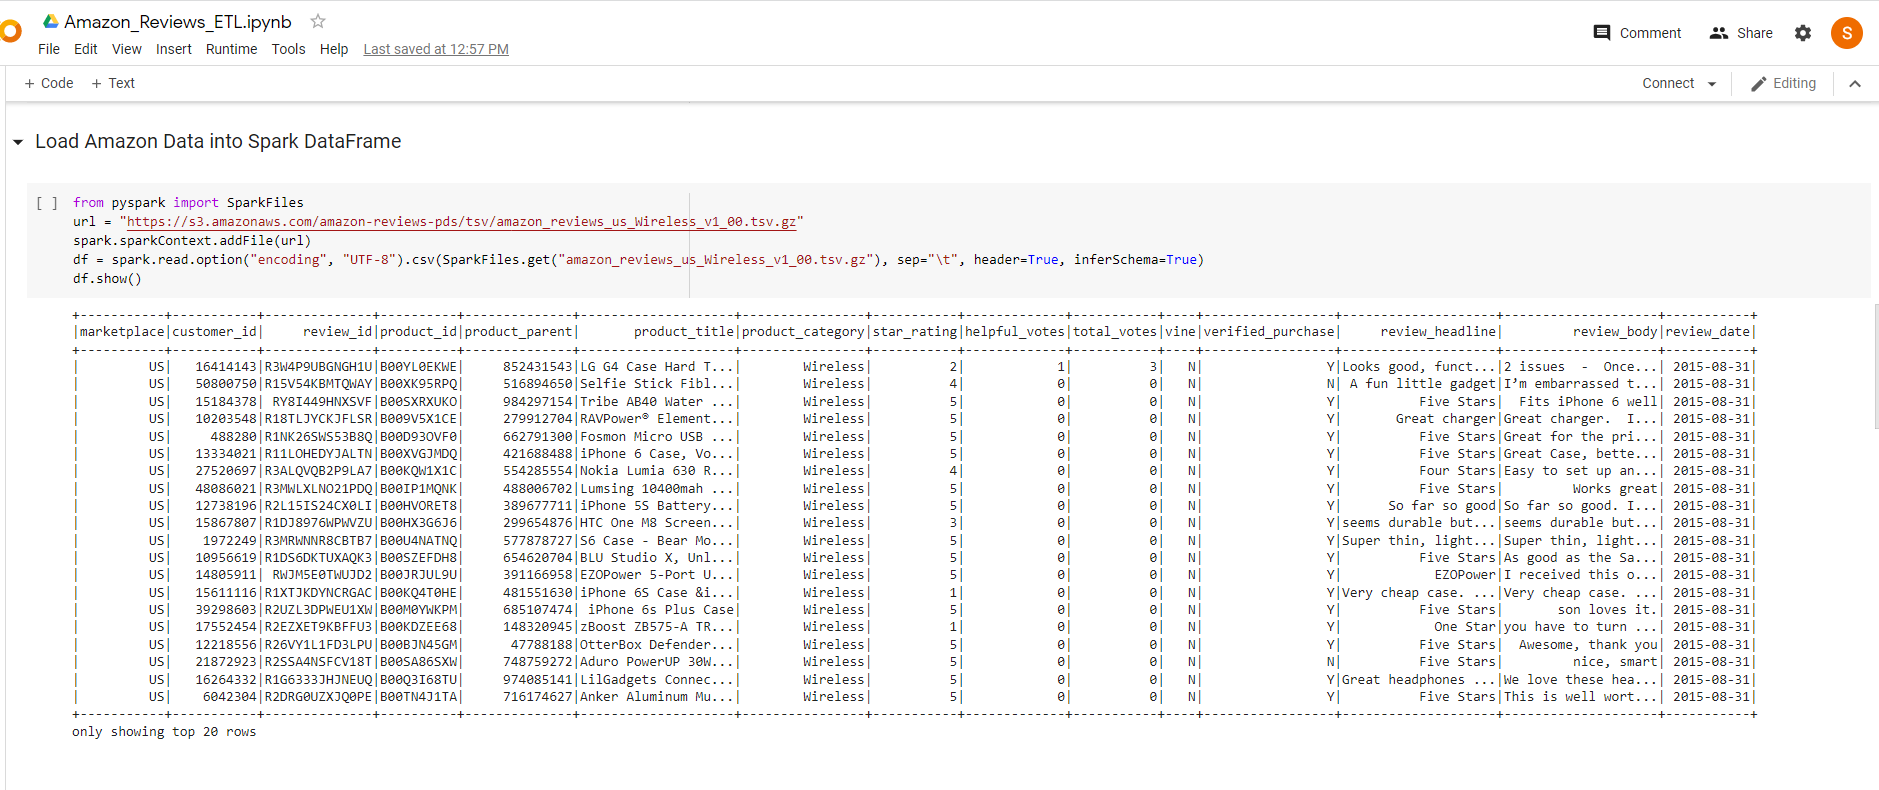 Amazon_Reviews_ETL.ipynb
File Edit View Insert Runtime Tools Help Last saved at 12:57 PM
Comment Share S
+ Code + Text
Connect Editing
Load Amazon Data into Spark DataFrame
[ ] from pyspark import SparkFiles
url = "https://s3.amazonaws.com/amazon-reviews-pds/tsv/amazon_reviews_us_Wireless_v1_00.tsv.gz"
spark.sparkContext.addFile(url)
df = spark.read.option("encoding", "UTF-8").csv(SparkFiles.get("amazon_reviews_us_Wireless_v1_00.tsv.gz"), sep="\t", header=True, inferSchema=True)
df.show()
|marketplace|customer_id| review_id|product_id|product_parent| product_title|product_category|star_rating|helpful_votes|total_votes|vine|verified_purchase| review_headline| review_body|review_date|
| US| 16414143|R3W4P9UBGNGH1U|B00YL0EKWE| 852431543|LG G4 Case Hard T...| Wireless| 2| 1| 3| N| Y|Looks good, funct...|2 issues - Once...| 2015-08-31|
| US| 50800750|R15V54KBMTQWAY|B00XK95RPQ| 516894650|Selfie Stick Fibl...| Wireless| 4| 0| 0| N| N| A fun little gadget|I’m embarrassed t...| 2015-08-31|
| US| 15184378| RY8I449HNXSVF|B00SXRXUKO| 984297154|Tribe AB40 Water ...| Wireless| 5| 0| 0| N| Y| Five Stars| Fits iPhone 6 well| 2015-08-31|
| US| 10203548|R18TLJYCKJFLSR|B009V5X1CE| 279912704|RAVPower® Element...| Wireless| 5| 0| 0| N| Y| Great charger|Great charger. I...| 2015-08-31|
| US| 488280|R1NK26SWS53B8Q|B00D93OVF0| 662791300|Fosmon Micro USB ...| Wireless| 5| 0| 0| N| Y| Five Stars|Great for the pri...| 2015-08-31|
| US| 13334021|R11LOHEDYJALTN|B00XVGJMDQ| 421688488|iPhone 6 Case, Vo...| Wireless| 5| 0| 0| N| Y| Five Stars|Great Case, bette...| 2015-08-31|
| US| 27520697|R3ALQVQB2P9LA7|B00KQW1X1C| 554285554|Nokia Lumia 630 R...| Wireless| 4| 0| 0| N| Y| Four Stars|Easy to set up an...| 2015-08-31|
| US| 48086021|R3MWLXLNO21PDQ|B00IP1MQNK| 488006702|Lumsing 10400mah ...| Wireless| 5| 0| 0| N| Y| Five Stars| Works great| 2015-08-31|
| US| 12738196|R2L15IS24CX0LI|B00HVORET8| 389677711|iPhone 5S Battery...| Wireless| 5| 0| 0| N| Y| So far so good|So far so good. I...| 2015-08-31|
| US| 15867807|R1DJ8976WPWVZU|B00HX3G6J6| 299654876|HTC One M8 Screen...| Wireless| 3| 0| 0| N| Y|seems durable but...|seems durable but...| 2015-08-31|
| US| 1972249|R3MRWNNR8CBTB7|B00U4NATNQ| 577878727|S6 Case - Bear Mo...| Wireless| 5| 0| 0| N| Y|Super thin, light...|Super thin, light...| 2015-08-31|
| US| 10956619|R1DS6DKTUXAQK3|B00SZEFDH8| 654620704|BLU Studio X, Unl...| Wireless| 5| 0| 0| N| Y| Five Stars|As good as the Sa...| 2015-08-31|
| US| 14805911| RWJM5E0TWUJD2|B00JRJUL9U| 391166958|EZOPower 5-Port U...| Wireless| 5| 0| 0| N| Y| EZOPower|I received this o...| 2015-08-31|
| US| 15611116|R1XTJKDYNCRGAC|B00KQ4T0HE| 481551630|iPhone 6S Case &i...| Wireless| 1| 0| 0| N| Y|Very cheap case. ...|Very cheap case. ...| 2015-08-31|
| US| 39298603|R2UZL3DPWEU1XW|B00M0YWKPM| 685107474| iPhone 6s Plus Case| Wireless| 5| 0| 0| N| Y| Five Stars| son loves it.| 2015-08-31|
| US| 17552454|R2EZXET9KBFFU3|B00KDZEE68| 148320945|zBoost ZB575-A TR...| Wireless| 1| 0| 0| N| Y| One Star|you have to turn ...| 2015-08-31|
| US| 12218556|R26VY1L1FD3LPU|B00BJN45GM| 47788188|OtterBox Defender...| Wireless| 5| 0| 0| N| Y| Five Stars| Awesome, thank you| 2015-08-31|
| US| 21872923|R2SSA4NSFCV18T|B00SA86SXW| 748759272|Aduro PowerUP 30W...| Wireless| 5| 0| 0| N| N| Five Stars| nice, smart| 2015-08-31|
| US| 16264332|R1G6333JHJNEUQ|B00Q3I68TU| 974085141|LilGadgets Connec...| Wireless| 5| 0| 0| N| Y|Great headphones ...|We love these hea...| 2015-08-31|
| US| 6042304|R2DRG0UZXJQ0PE|B00TN4J1TA| 716174627|Anker Aluminum Mu...| Wireless| 5| 0| 0| N| Y| Five Stars|This is well wort...| 2015-08-31|
only showing top 20 rows